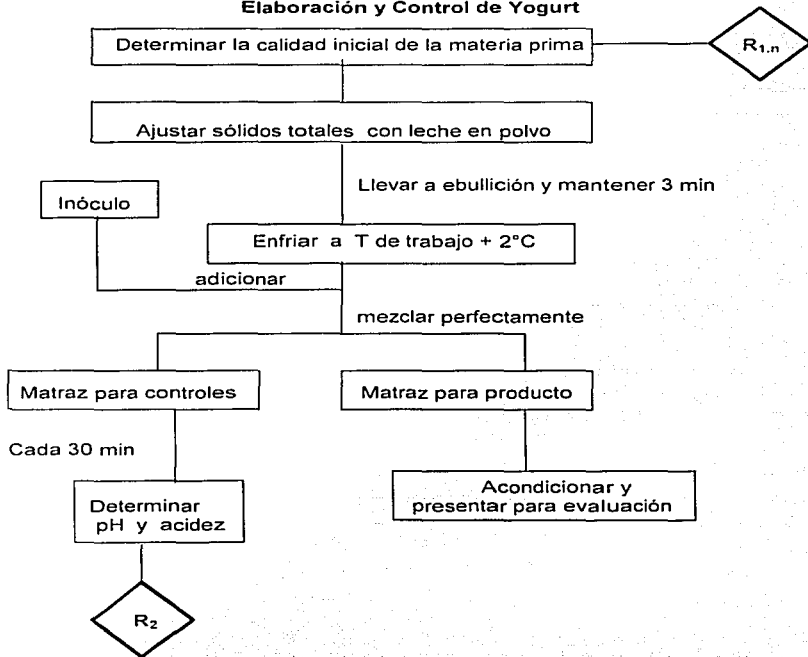 Elaboración y Control de Yogurt
Determinar la calidad inicial de la materia prima
R1.n
Ajustar sólidos totales con leche en polvo
Llevar a ebullición y mantener 3 min
Inóculo
Enfriar a T de trabajo + 2°C
adicionar
mezclar perfectamente
Matraz para controles
Matraz para producto
Cada 30 min
Determinar
pH y acidez
Acondicionar y
presentar para evaluación
R2